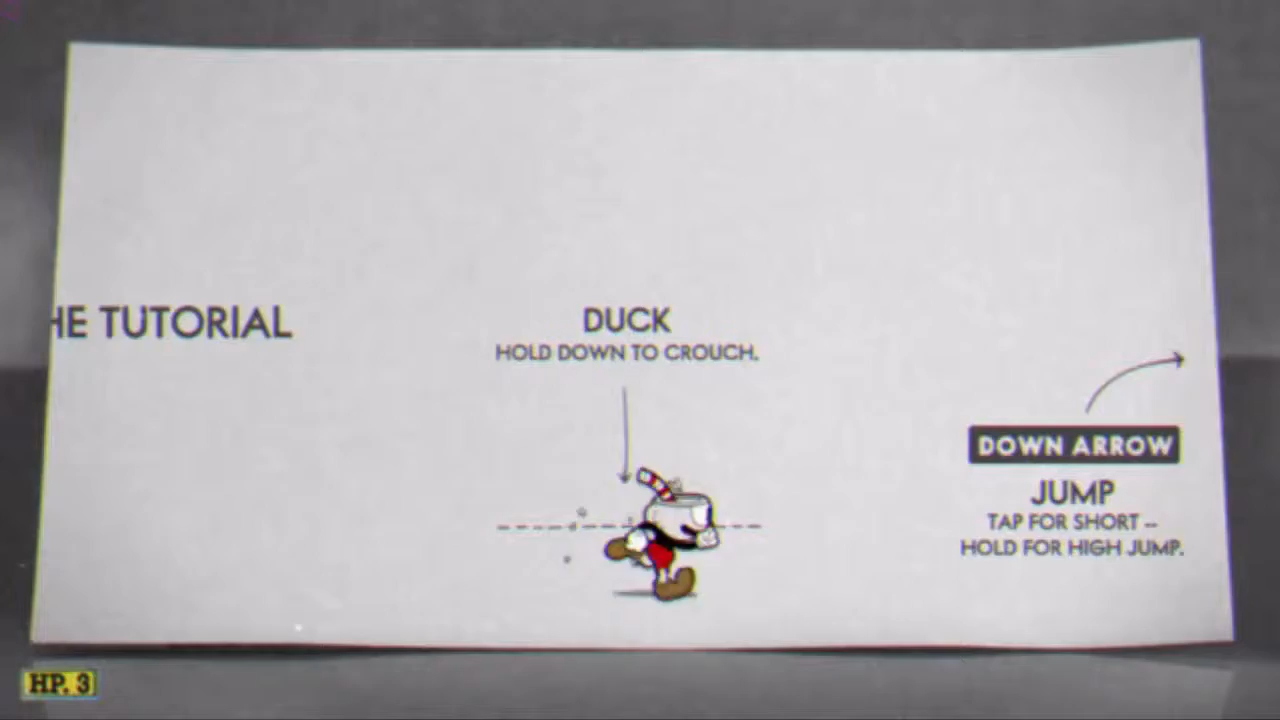 HE TUTORIAL
DUCK
HOLD DOWN TO CROUCH.
DOWN ARROW
JUMP
TAP FOR SHORT --
HOLD FOR HIGH JUMP.
HP. 3